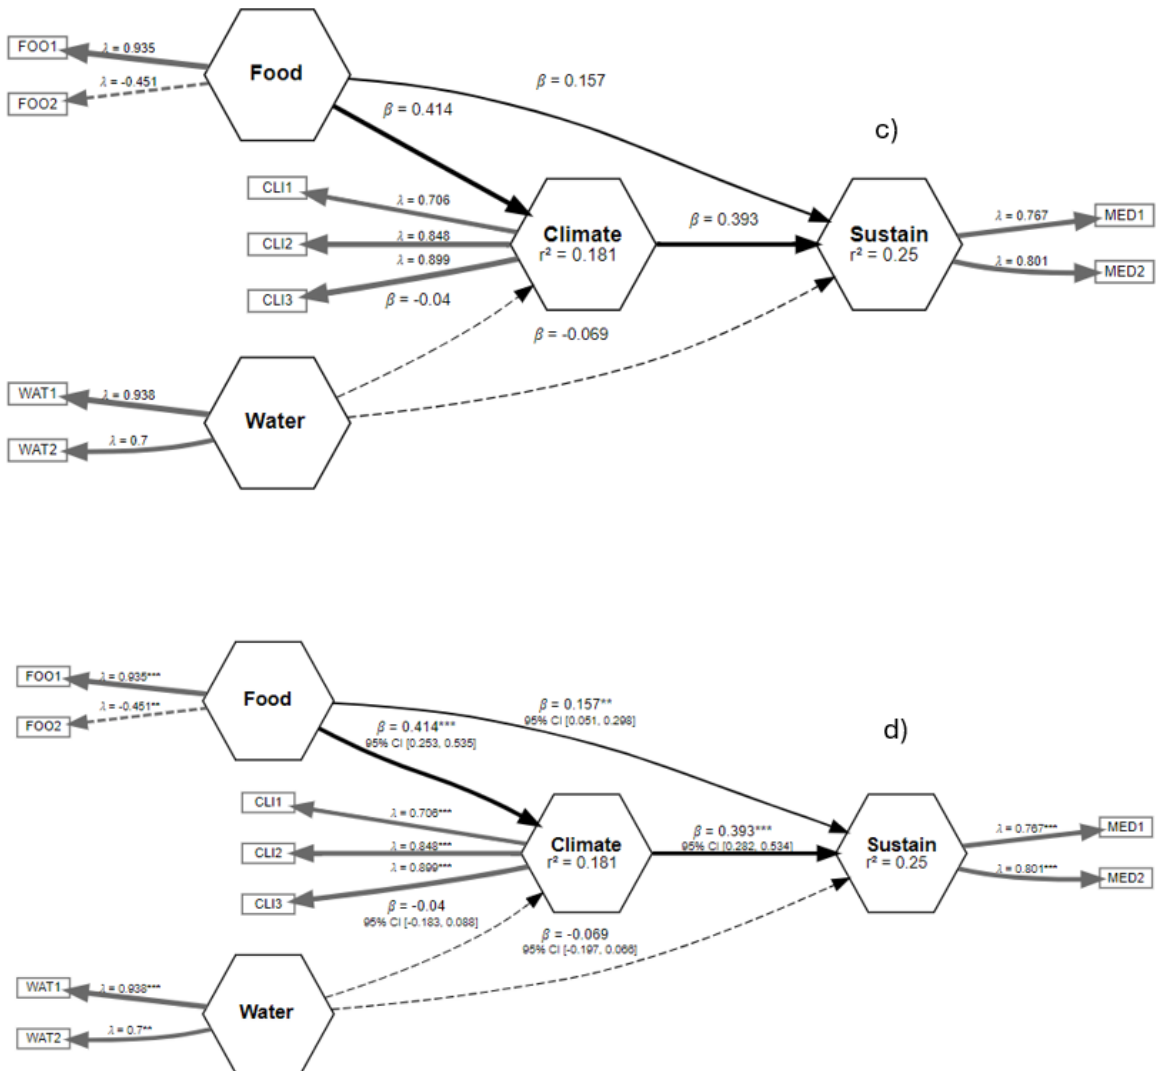 FOO1
λ = 0.935
Food
FOO2
λ = -0.451
β = 0.157
β = 0.414
c)
CLI1
λ = 0.706
CLI2
λ = 0.848
CLI3
λ = 0.899
Climate
r² = 0.181
β = 0.393
Sustain
r² = 0.25
λ = 0.767
MED1
λ = 0.801
MED2
β = -0.04
β = -0.069
WAT1
λ = 0.938
Water
WAT2
λ = 0.7
FOO1
λ = 0.935***
Food
FOO2
λ = -0.451**
β = 0.157**
95% CI [0.051, 0.298]
β = 0.414***
95% CI [0.253, 0.535]
d)
CLI1
λ = 0.706***
CLI2
λ = 0.848***
CLI3
λ = 0.899***
Climate
r² = 0.181
β = 0.393***
95% CI [0.282, 0.534]
Sustain
r² = 0.25
λ = 0.767***
MED1
λ = 0.801***
MED2
β = -0.04
95% CI [-0.183, 0.088]
β = -0.069
95% CI [-0.197, 0.066]
WAT1
λ = 0.938***
Water
WAT2
λ = 0.7**